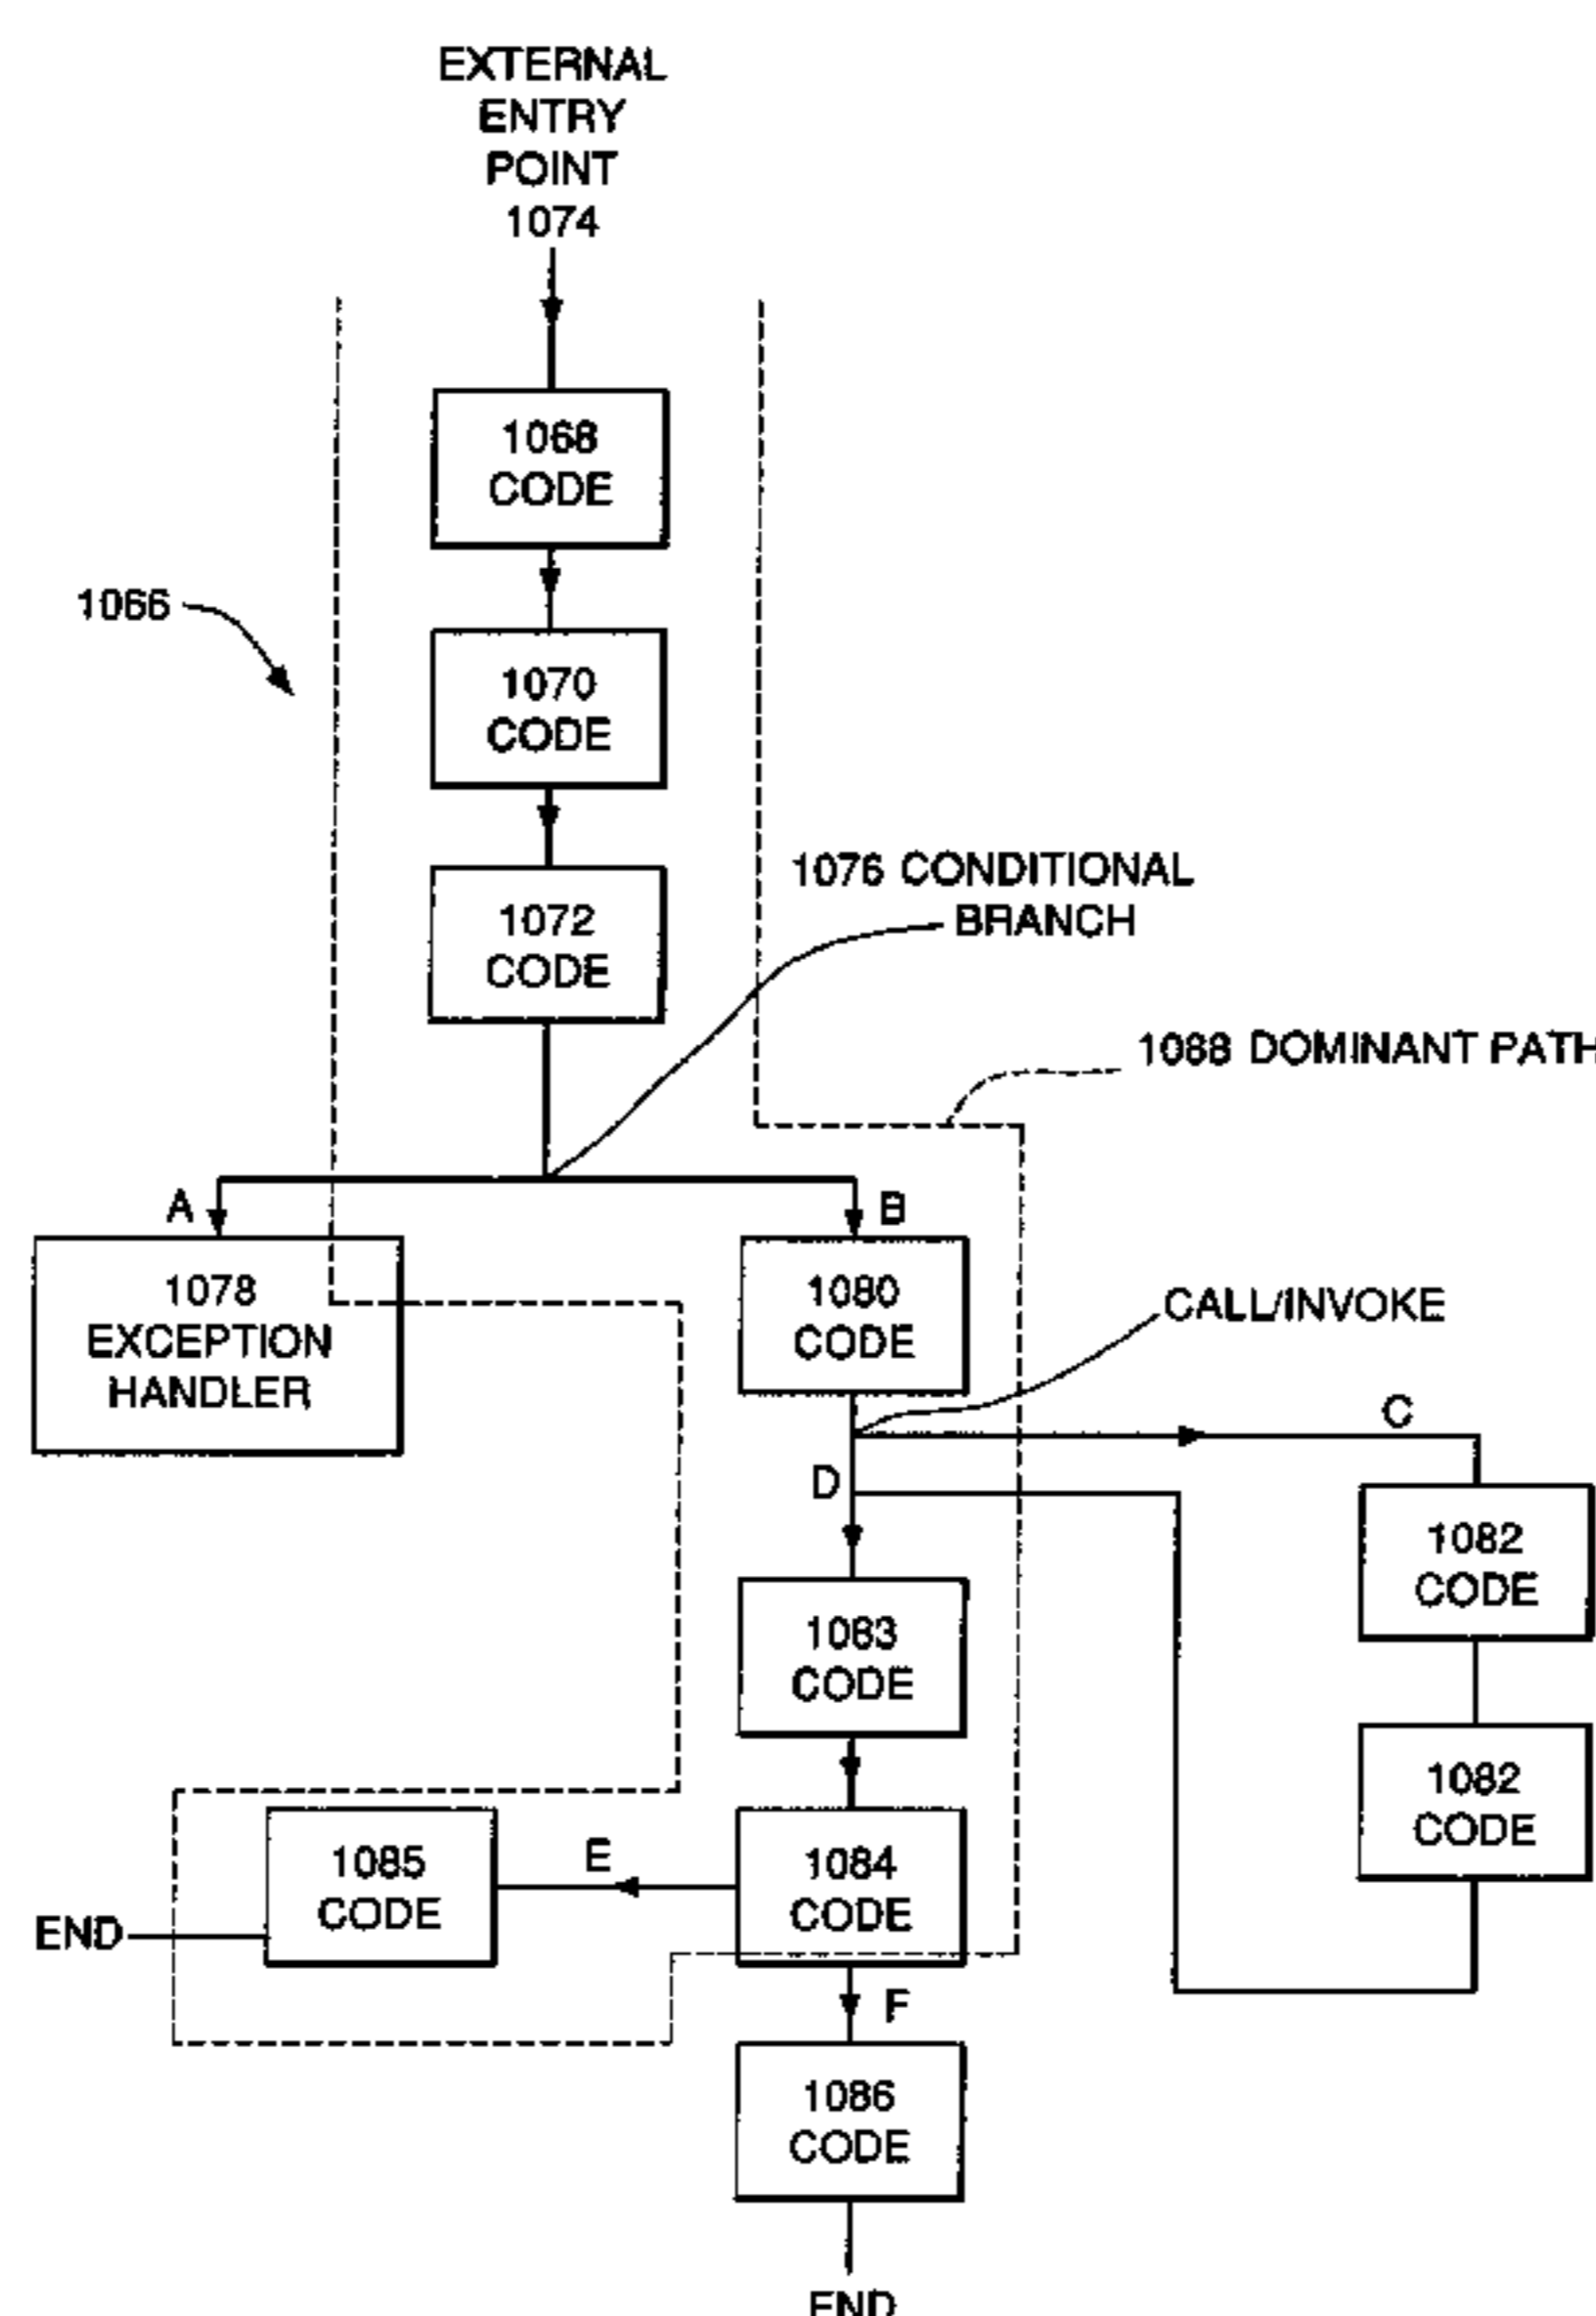 EXTERNAL
ENTRY
POINT
1074
1068
CODE
1066
1070
CODE
1076 CONDITIONAL
BRANCH
1072
CODE
1088 DOMINANT PATH
A
B
1078
EXCEPTION
HANDLER
1080
CODE
CALL/INVOKE
C
D
1082
CODE
1083
CODE
1082
CODE
1085
CODE
E
1084
CODE
END
F
1086
CODE
END